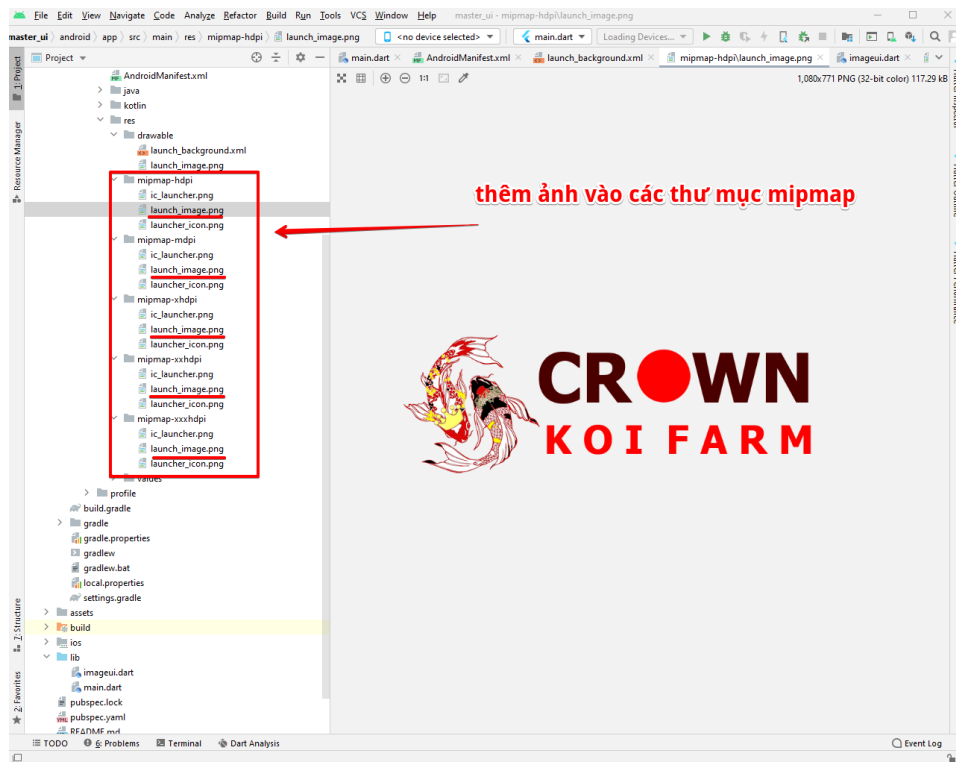 File Edit View Navigate Code Analyze Refactor Build Run Tools VCS Window Help master_ui - mipmap-hdpi\launch_image.png
master_ui android app src main res mipmap-hdpi launch_image.png <no device selected> main.dart Loading Devices...
Project main.dart AndroidManifest.xml launch_background.xml mipmap-hdpi\launch_image.png imageui.dart
1:1 1,080x771 PNG (32-bit color) 117.29 kB
1: Project
Resource Manager
7: Structure
2: Favorites
AndroidManifest.xml
java
kotlin
res
drawable
launch_background.xml
launch_image.png
mipmap-hdpi
ic_launcher.png
launch_image.png
launcher_icon.png
mipmap-mdpi
ic_launcher.png
launch_image.png
launcher_icon.png
mipmap-xhdpi
ic_launcher.png
launch_image.png
launcher_icon.png
mipmap-xxhdpi
ic_launcher.png
launch_image.png
launcher_icon.png
mipmap-xxxhdpi
ic_launcher.png
launch_image.png
launcher_icon.png
values
profile
build.gradle
gradle
gradle.properties
gradlew
gradlew.bat
local.properties
settings.gradle
assets
build
ios
lib
imageui.dart
main.dart
pubspec.lock
pubspec.yaml
README.md
thêm ảnh vào các thư mục mipmap
CROWN
KOI FARM
TODO 6: Problems Terminal Dart Analysis Event Log